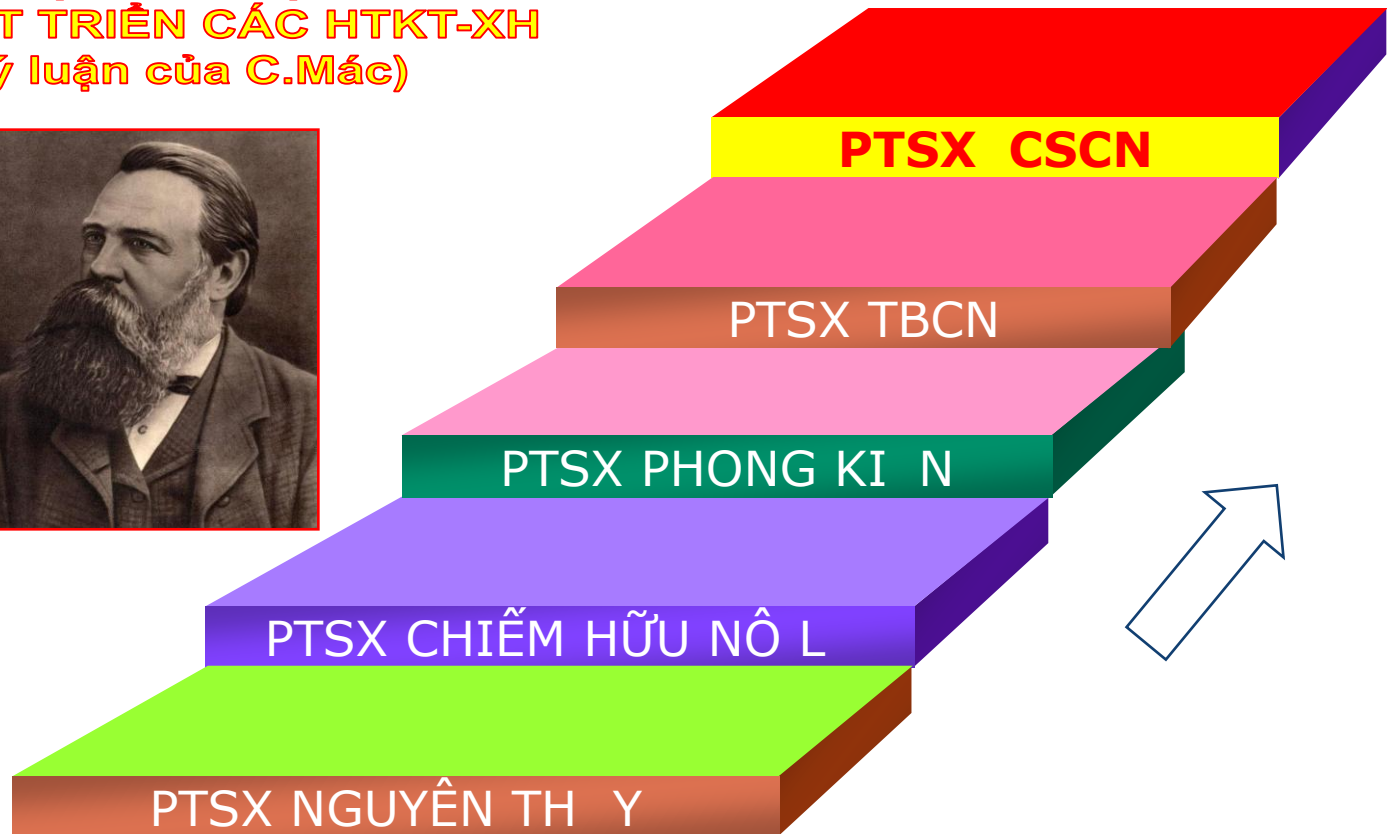 T TRIỂN CÁC HTKT-XH
ý luận của C.Mác)
PTSX CSCN
PTSX TBCN
PTSX PHONG KI N
PTSX CHIẾM HỮU NÔ L
PTSX NGUYÊN TH Y